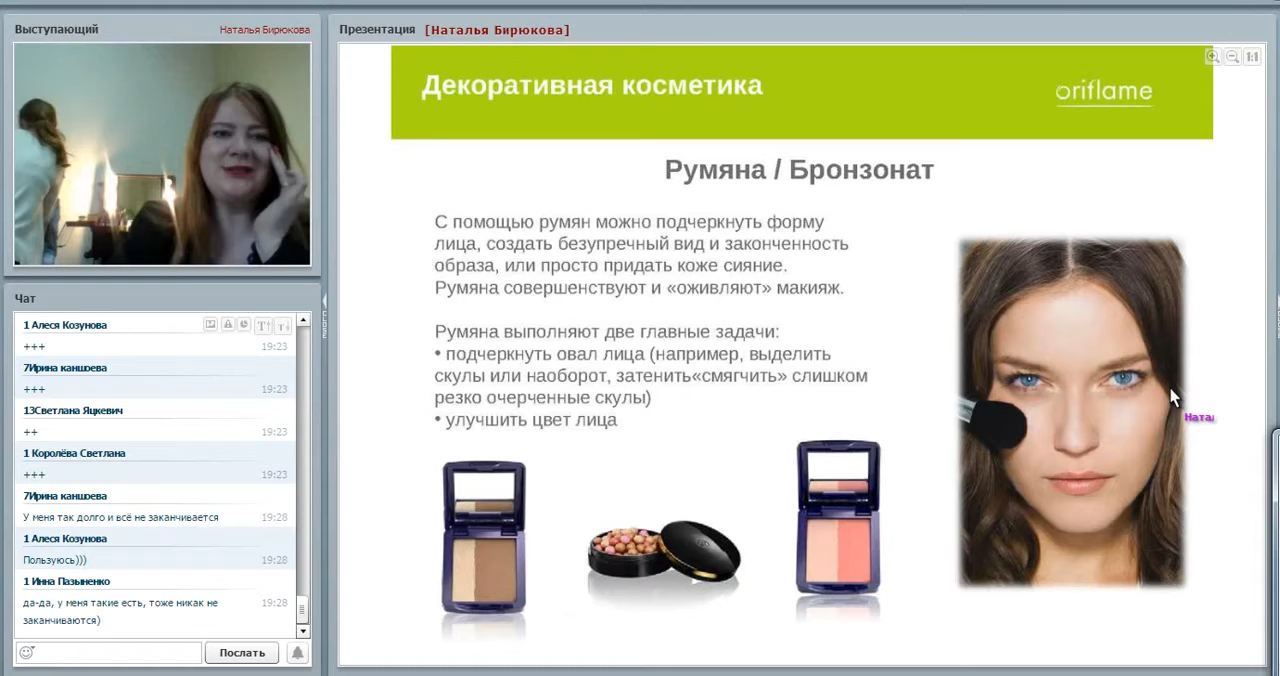 Выступающий
Наталья Бирюкова
Чат
1 Алеся Козунова
+++
19:23
7Ирина каншоева
+++
19:23
13Светлана Яцкевич
++
19:23
1 Королёва Светлана
+++
19:23
7Ирина каншоева
У меня так долго и всё не заканчивается
19:28
1 Алеся Козунова
Пользуюсь)))
19:28
1 Инна Пазыненко
да-да, у меня такие есть, тоже никак не
19:28
заканчиваются)
Послать
Презентация [Наталья Бирюкова]
1:1
Декоративная косметика
oriflame
Румяна / Бронзонат
С помощью румян можно подчеркнуть форму
лица, создать безупречный вид и законченность
образа, или просто придать коже сияние.
Румяна совершенствуют и «оживляют» макияж.
Румяна выполняют две главные задачи:
• подчеркнуть овал лица (например, выделить
скулы или наоборот, затенить«смягчить» слишком
резко очерченные скулы)
• улучшить цвет лица
Ната